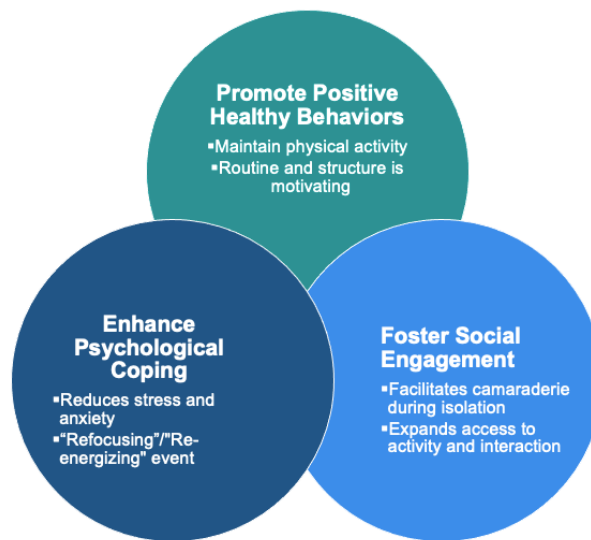 Promote Positive
Healthy Behaviors
▪Maintain physical activity
▪Routine and structure is
motivating
Enhance
Psychological
Coping
▪Reduces stress and
anxiety
▪“Refocusing”/"Re-
energizing" event
Foster Social
Engagement
▪Facilitates camaraderie
during isolation
▪Expands access to
activity and interaction